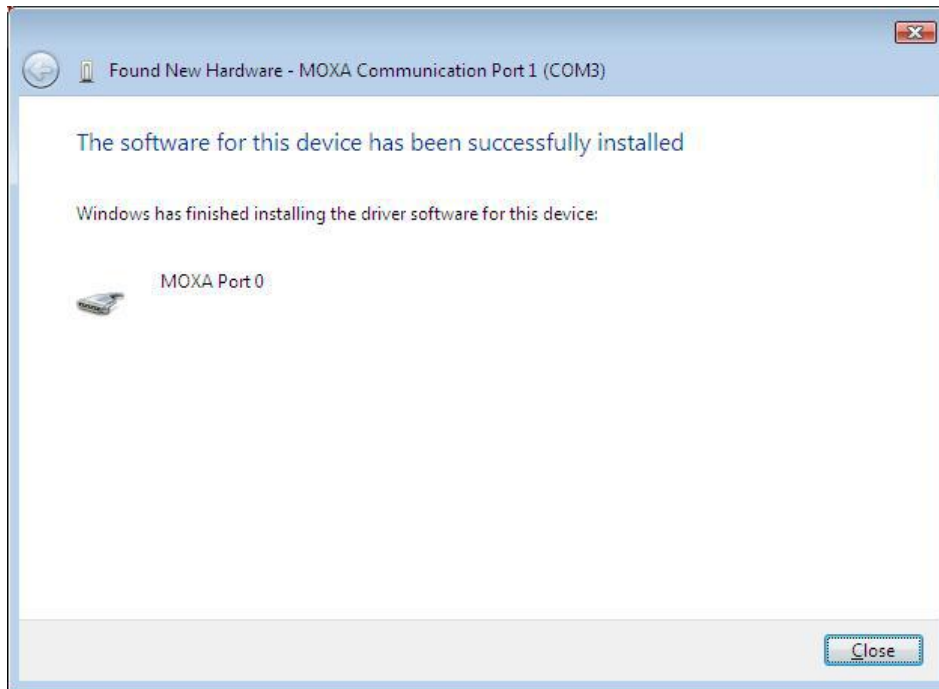 Found New Hardware - MOXA Communication Port 1 (COM3)
The software for this device has been successfully installed
Windows has finished installing the driver software for this device:
MOXA Port 0
Close